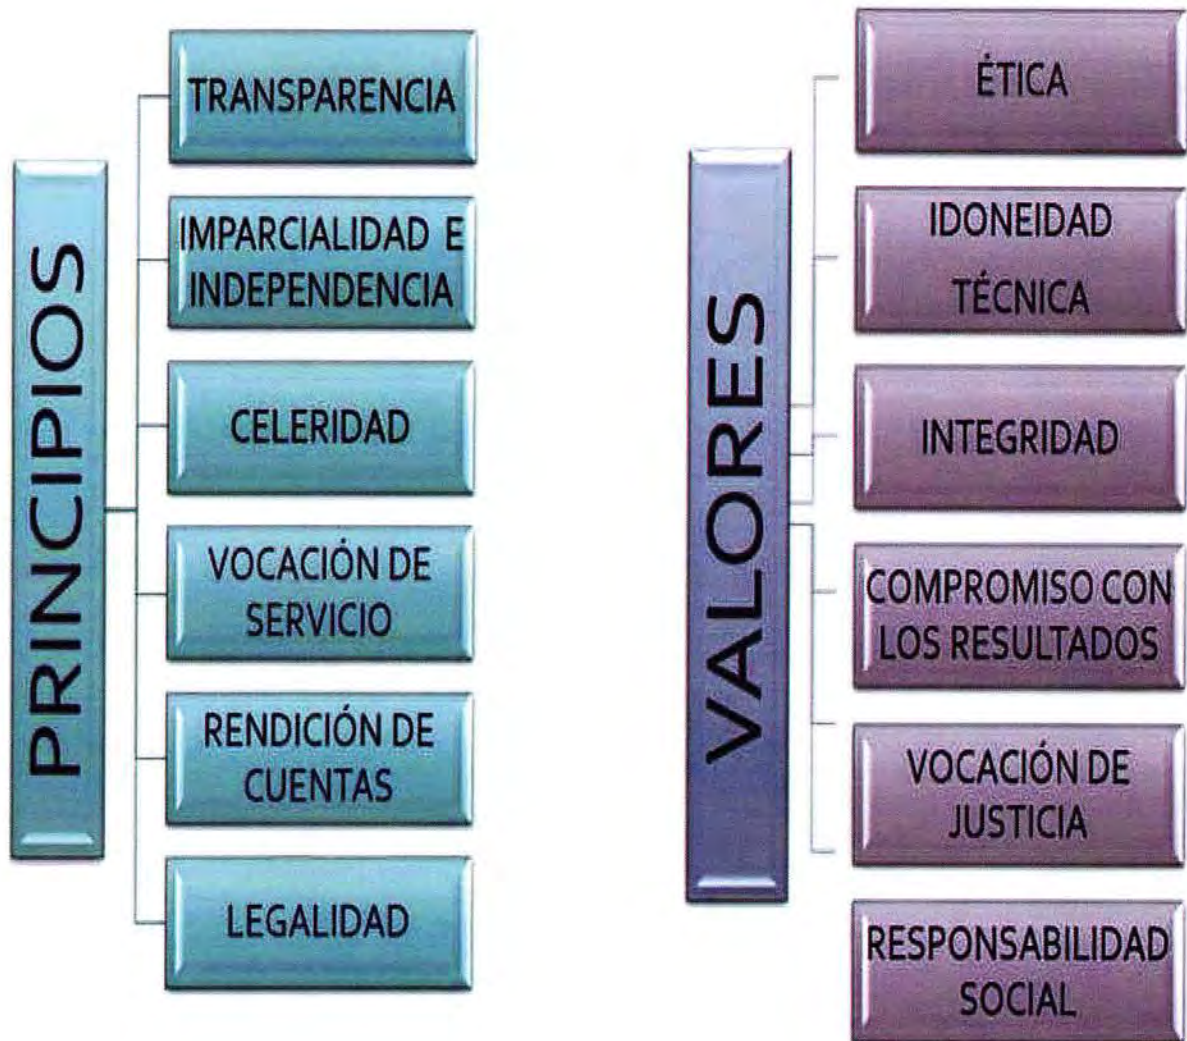 PRINCIPIOS
TRANSPARENCIA
IMPARCIALIDAD E
INDEPENDENCIA
CELERIDAD
VOCACIÓN DE
SERVICIO
RENDICIÓN DE
CUENTAS
LEGALIDAD
VALORES
ÉTICA
IDONEIDAD
TÉCNICA
INTEGRIDAD
COMPROMISO CON
LOS RESULTADOS
VOCACIÓN DE
JUSTICIA
RESPONSABILIDAD
SOCIAL